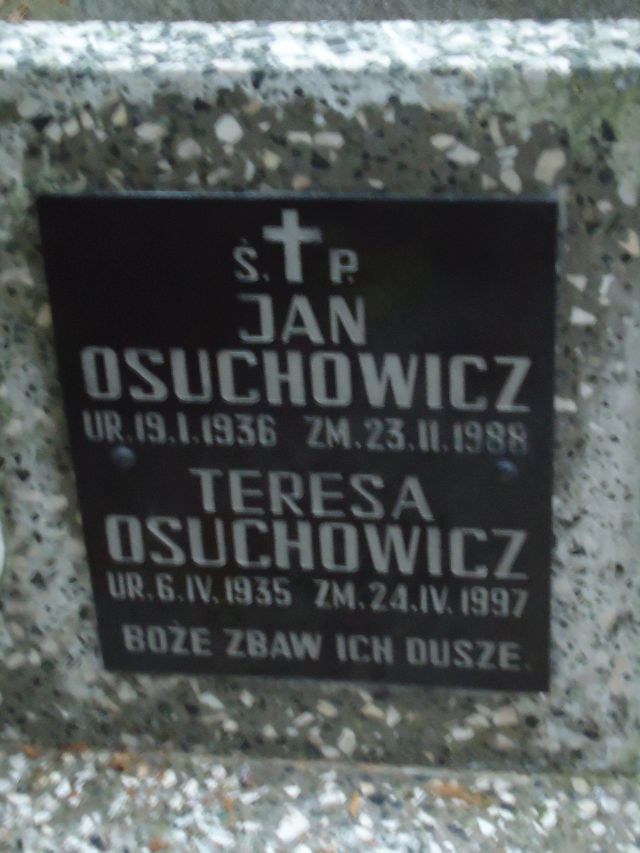 Ś. P.
JAN
OSUCHOWICZ
UR. 19.I.1936 ZM. 23.II.1988
TERESA
OSUCHOWICZ
UR. 6.IV.1935 ZM. 24.IV.1997
BOŻE ZBAW ICH DUSZE.